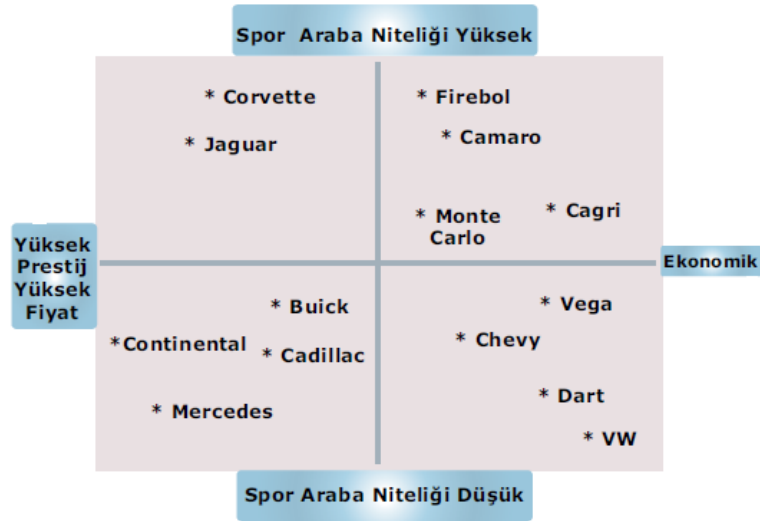 Spor Araba Niteliği Yüksek
* Corvette
* Firebol
* Jaguar
* Camaro
* Monte
Carlo
* Cagri
Yüksek
Prestij
Yüksek
Fiyat
Ekonomik
* Buick
* Vega
*Continental
* Cadillac
* Chevy
* Mercedes
* Dart
* VW
Spor Araba Niteliği Düşük